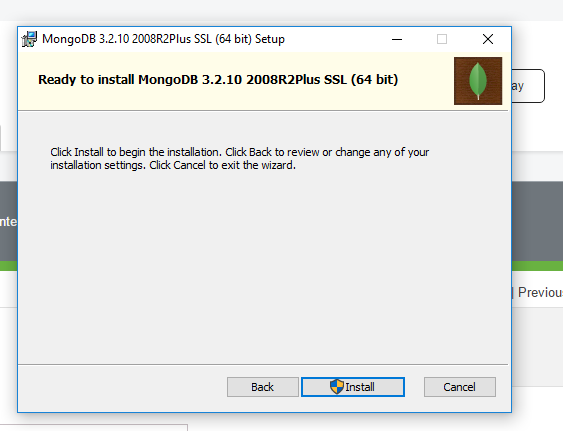 MongoDB 3.2.10 2008R2Plus SSL (64 bit) Setup
Ready to install MongoDB 3.2.10 2008R2Plus SSL (64 bit)
ay
Click Install to begin the installation. Click Back to review or change any of your
installation settings. Click Cancel to exit the wizard.
nte
Previou
Back
Install
Cancel